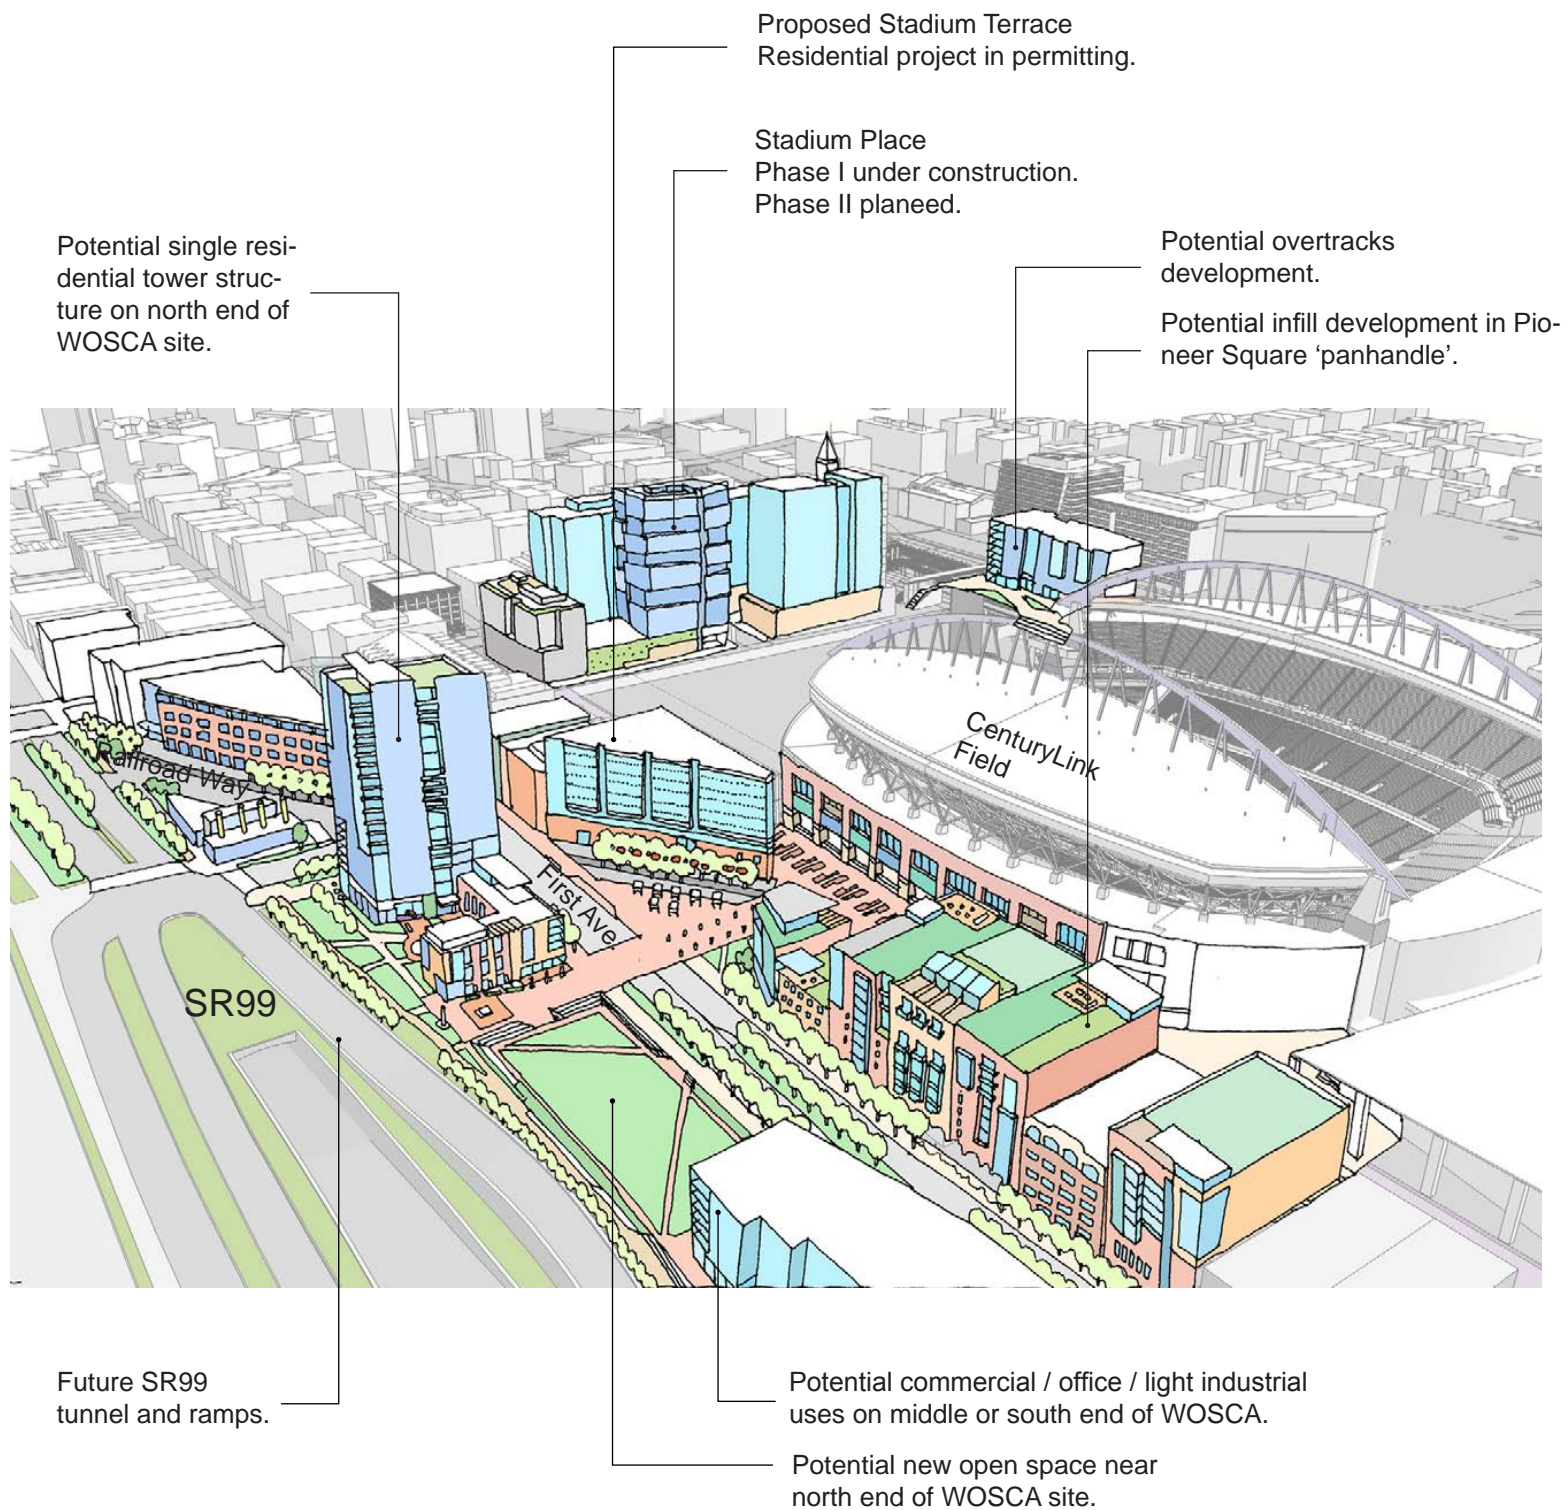 Proposed Stadium Terrace
Residential project in permitting.
Stadium Place
Phase I under construction.
Phase II planeed.
Potential single resi-
dential tower struc-
ture on north end of
WOSCA site.
Potential overtracks
development.
Potential infill development in Pio-
neer Square ‘panhandle’.
CenturyLink
Field
Railroad Way
First Ave
SR99
Future SR99
tunnel and ramps.
Potential commercial / office / light industrial
uses on middle or south end of WOSCA.
Potential new open space near
north end of WOSCA site.